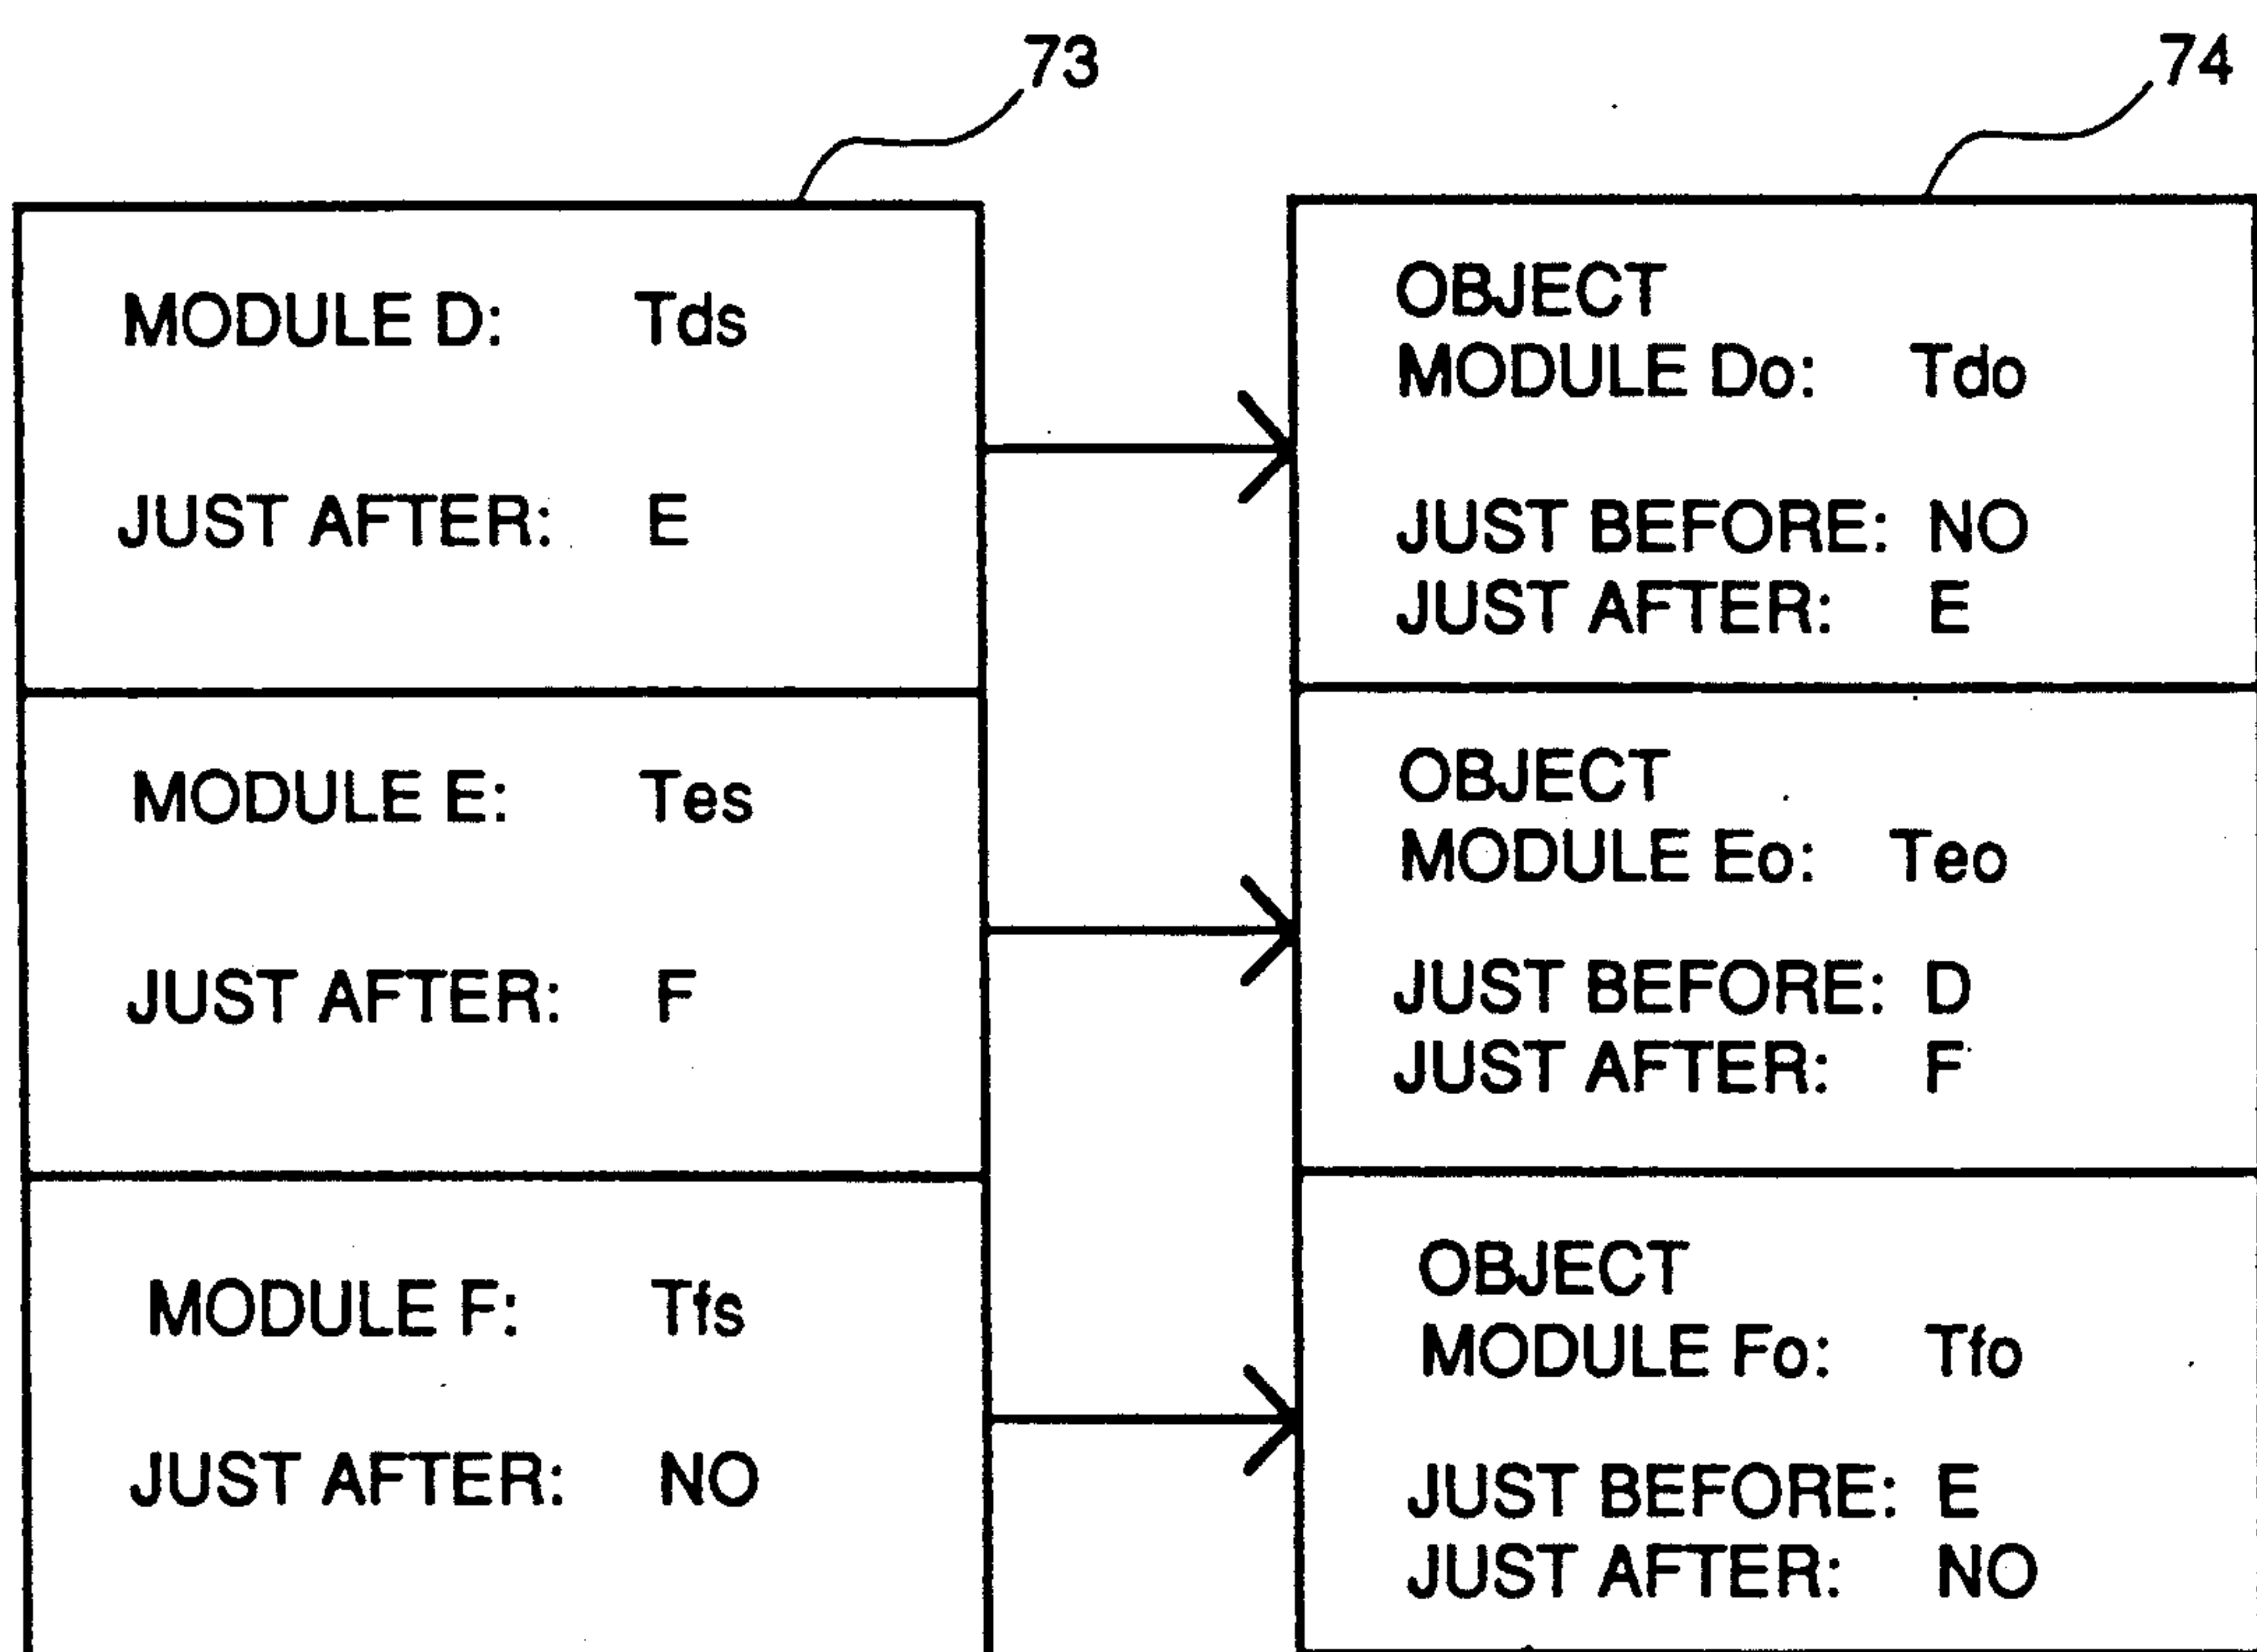 73
74
MODULE D: Tds
JUST AFTER: E
MODULE E: Tes
JUST AFTER: F
MODULE F: Tfs
JUST AFTER: NO
OBJECT
MODULE Do: Tdo
JUST BEFORE: NO
JUST AFTER: E
OBJECT
MODULE Eo: Teo
JUST BEFORE: D
JUST AFTER: F
OBJECT
MODULE Fo: Tfo
JUST BEFORE: E
JUST AFTER: NO